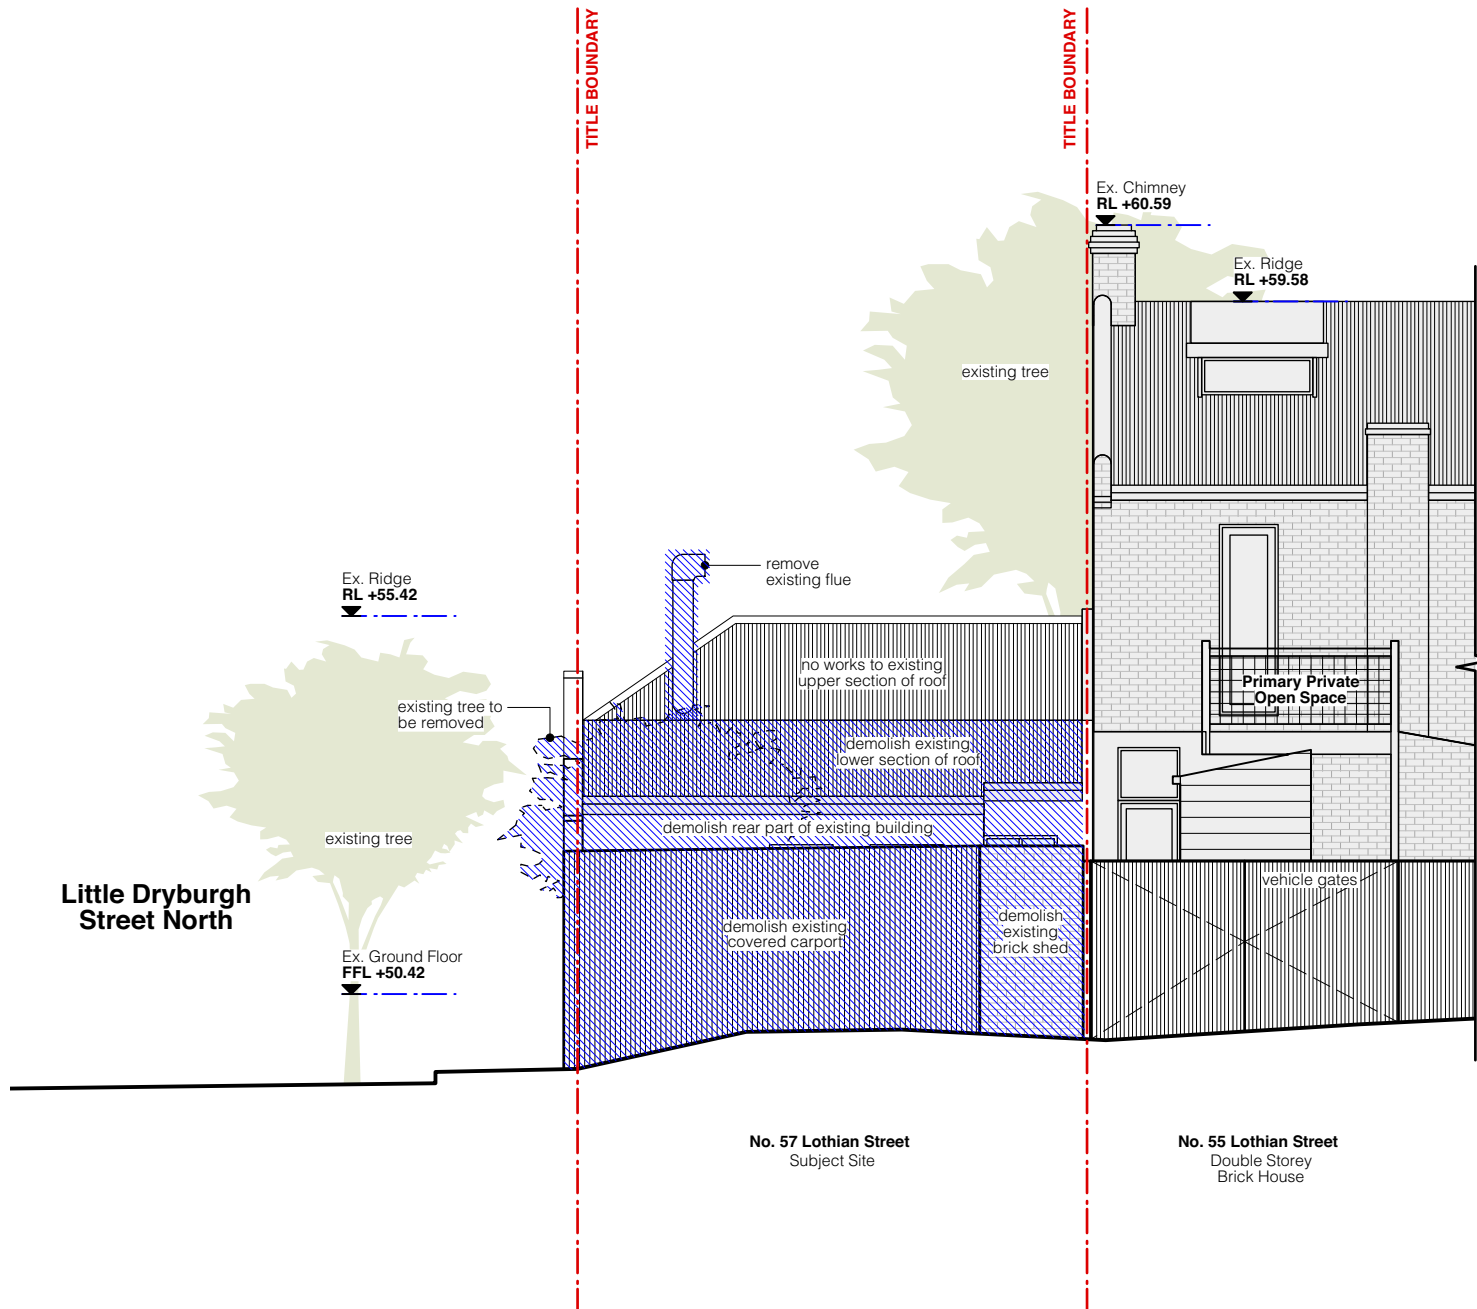 TITLE BOUNDARY
TITLE BOUNDARY
Ex. Chimney
RL +60.59
Ex. Ridge
RL +59.58
existing tree
remove
existing flue
Ex. Ridge
RL +55.42
no works to existing
upper section of roof
Primary Private
Open Space
existing tree to
be removed
demolish existing
lower section of roof
demolish rear part of existing building
existing tree
vehicle gates
Little Dryburgh
Street North
demolish existing
covered carport
demolish
existing
brick shed
Ex. Ground Floor
FFL +50.42
No. 57 Lothian Street
Subject Site
No. 55 Lothian Street
Double Storey
Brick House